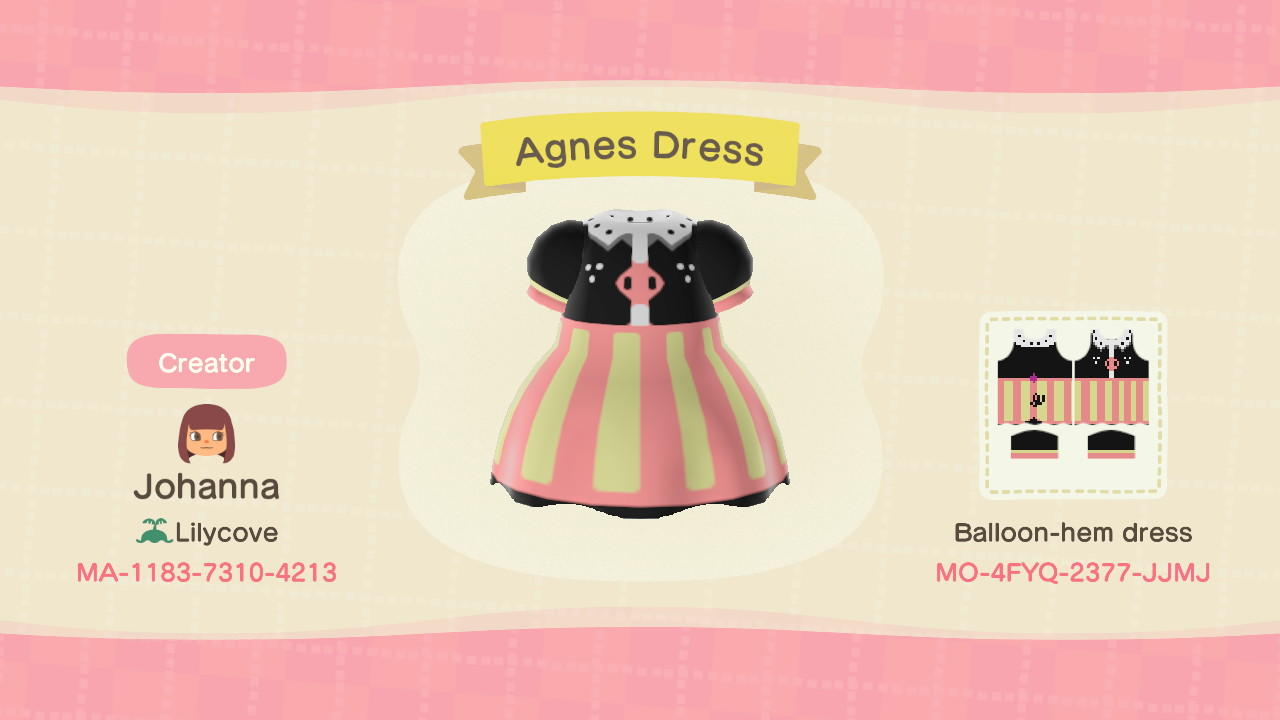 Agnes Dress
Creator
Johanna
Lilycove
MA-1183-7310-4213
Balloon-hem dress
MO-4FYQ-2377-JJMJ